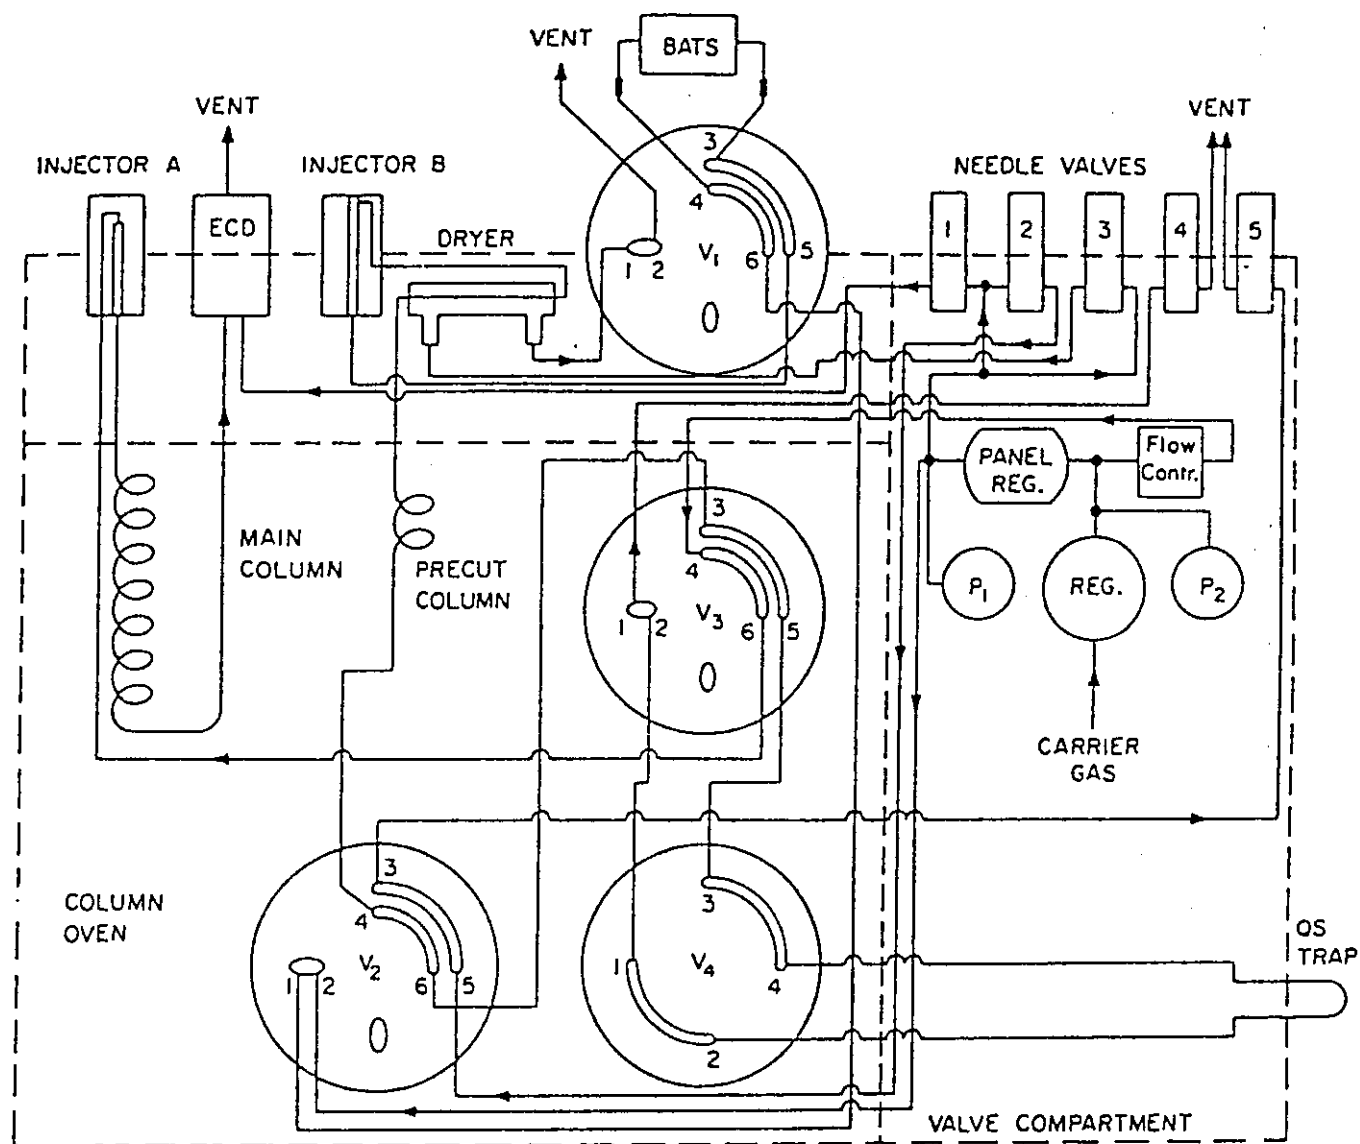 VENT
BATS
VENT
VENT
INJECTOR A
ECD
INJECTOR B
DRYER
NEEDLE VALVES
1
2
3
4
5
3
4
1 2
V1
6
5
MAIN
COLUMN
PRECUT
COLUMN
PANEL
REG.
Flow
Contr.
P1
REG.
P2
CARRIER
GAS
3
4
1 2
V3
6
5
COLUMN
OVEN
3
4
V2
1 2
6 5
3
1
V4
4
2
OS
TRAP
VALVE COMPARTMENT